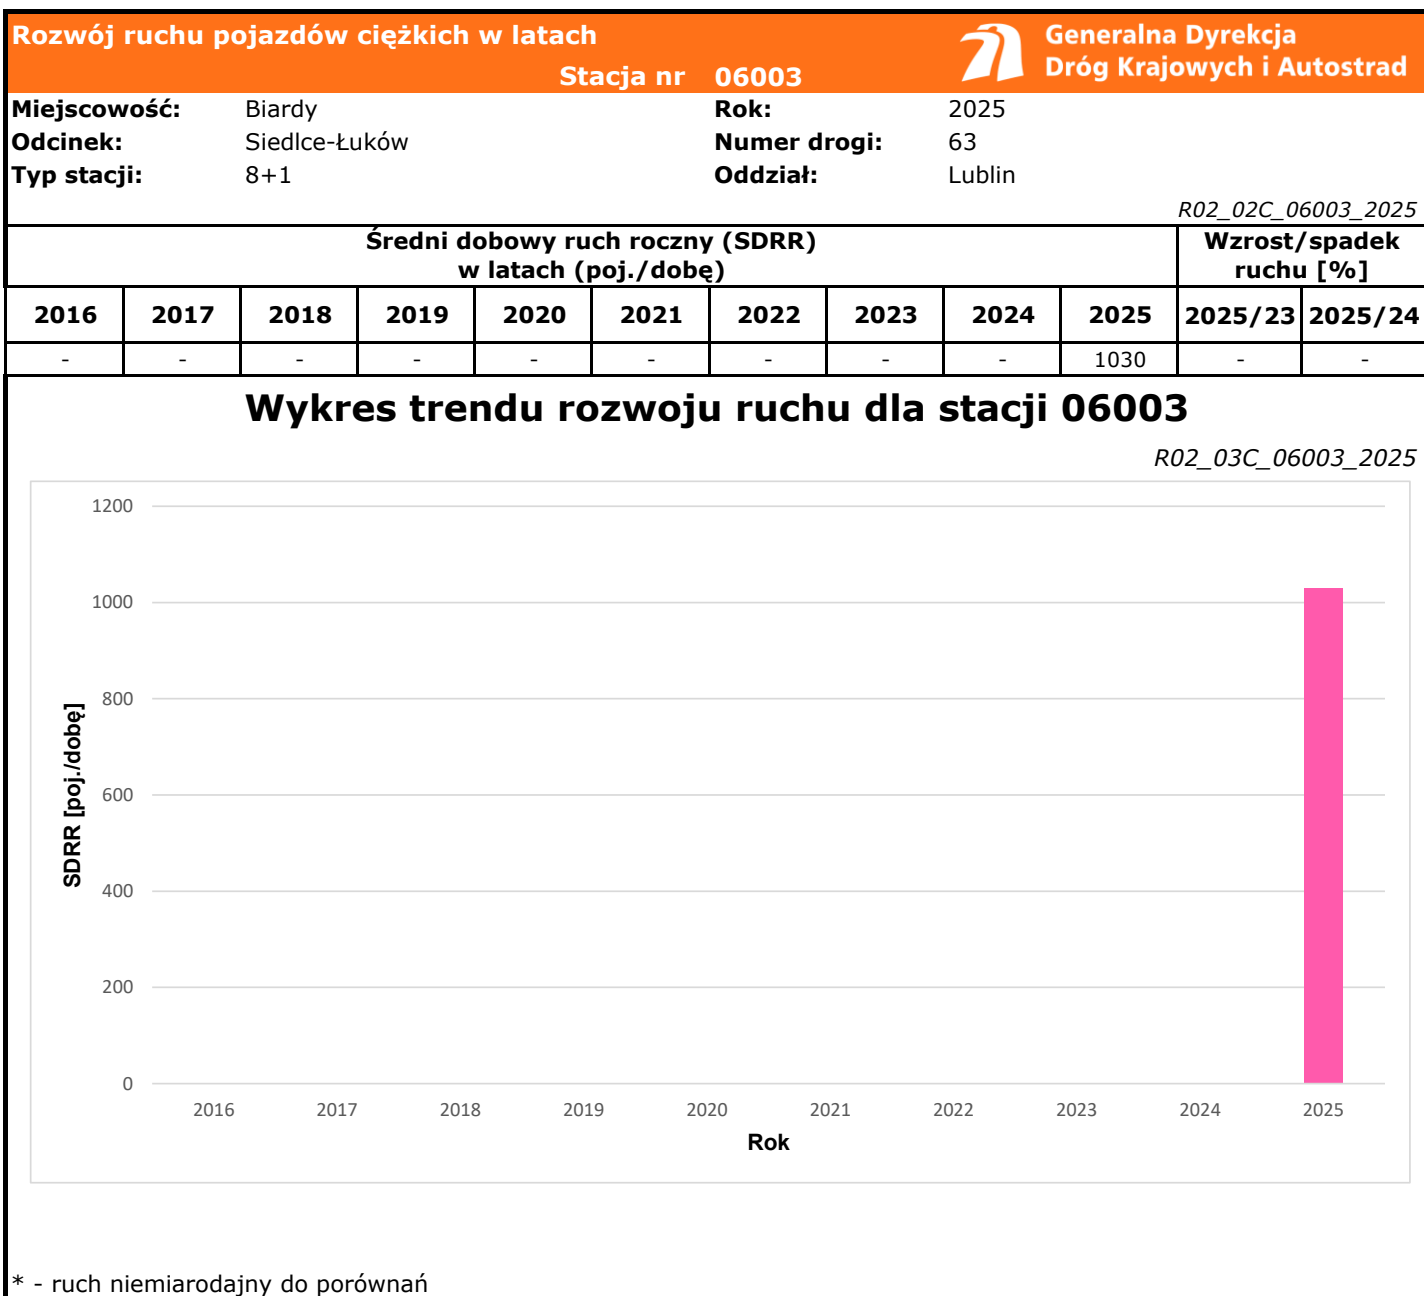 Rozwój ruchu pojazdów ciężkich w latach
Stacja nr 06003
Generalna Dyrekcja
Dróg Krajowych i Autostrad
Miejscowość: Biardy Rok: 2025
Odcinek: Siedlce-Łuków Numer drogi: 63
Typ stacji: 8+1 Oddział: Lublin
R02_02C_06003_2025
Średni dobowy ruch roczny (SDRR)
w latach (poj./dobę)
Wzrost/spadek
ruchu [%]
2016 2017 2018 2019 2020 2021 2022 2023 2024 2025 2025/23 2025/24
- - - - - - - - - 1030 - -
Wykres trendu rozwoju ruchu dla stacji 06003
R02_03C_06003_2025
1200
1000
800
600
400
200
0
SDRR [poj./dobę]
2016 2017 2018 2019 2020 2021 2022 2023 2024 2025
Rok
* - ruch niemiarodajny do porównań